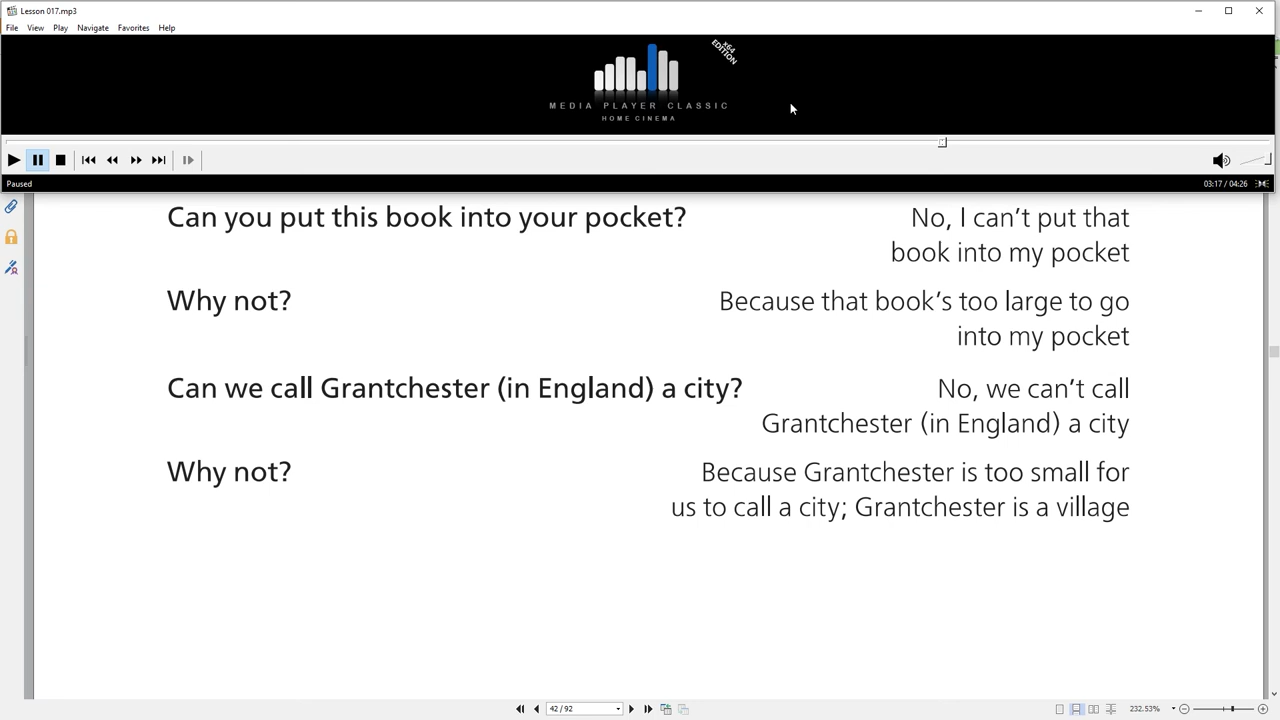 Lesson 017.mp3
File View Play Navigate Favorites Help
x64 EDITION
MEDIA PLAYER CLASSIC
HOME CINEMA
Paused
03:17 / 04:26
Can you put this book into your pocket?
No, I can't put that
book into my pocket
Why not?
Because that book's too large to go
into my pocket
Can we call Grantchester (in England) a city?
No, we can't call
Grantchester (in England) a city
Why not?
Because Grantchester is too small for
us to call a city; Grantchester is a village
42 / 92
232.53%